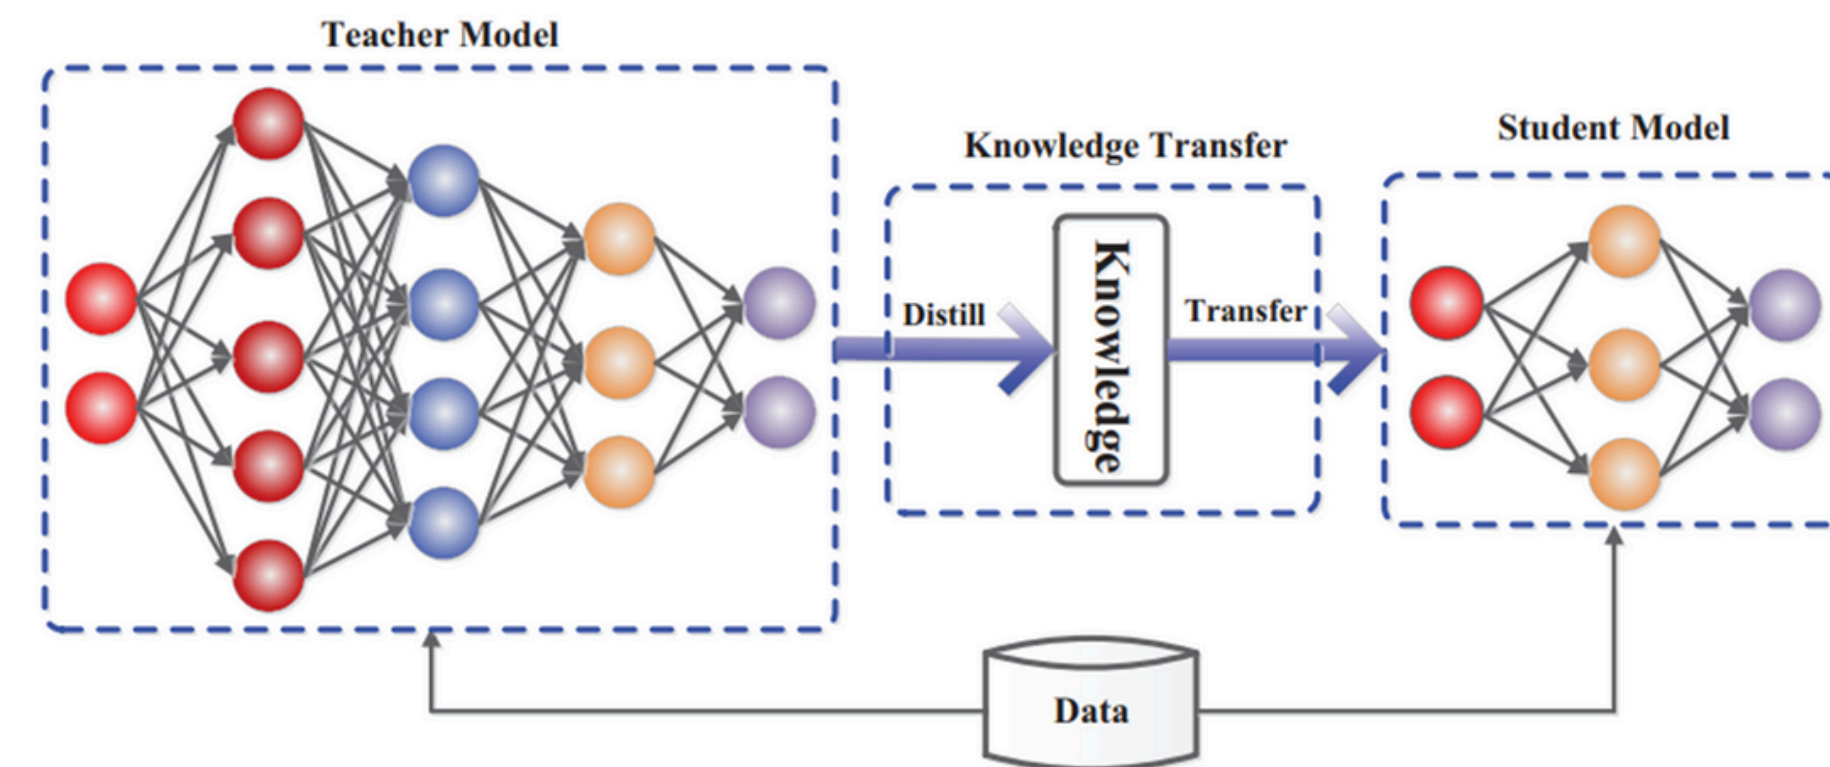 Teacher Model
Knowledge Transfer
Student Model
Distill
Knowledge
Transfer
Data